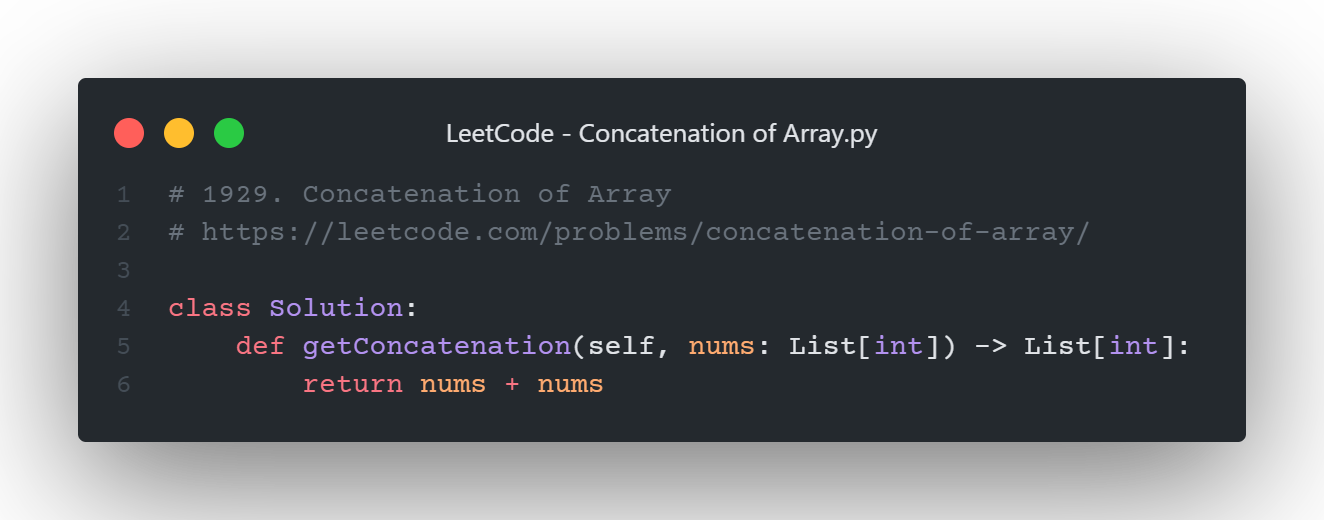 LeetCode - Concatenation of Array.py
1 # 1929. Concatenation of Array
2 # https://leetcode.com/problems/concatenation-of-array/
3
4 class Solution:
5     def getConcatenation(self, nums: List[int]) -> List[int]:
6         return nums + nums